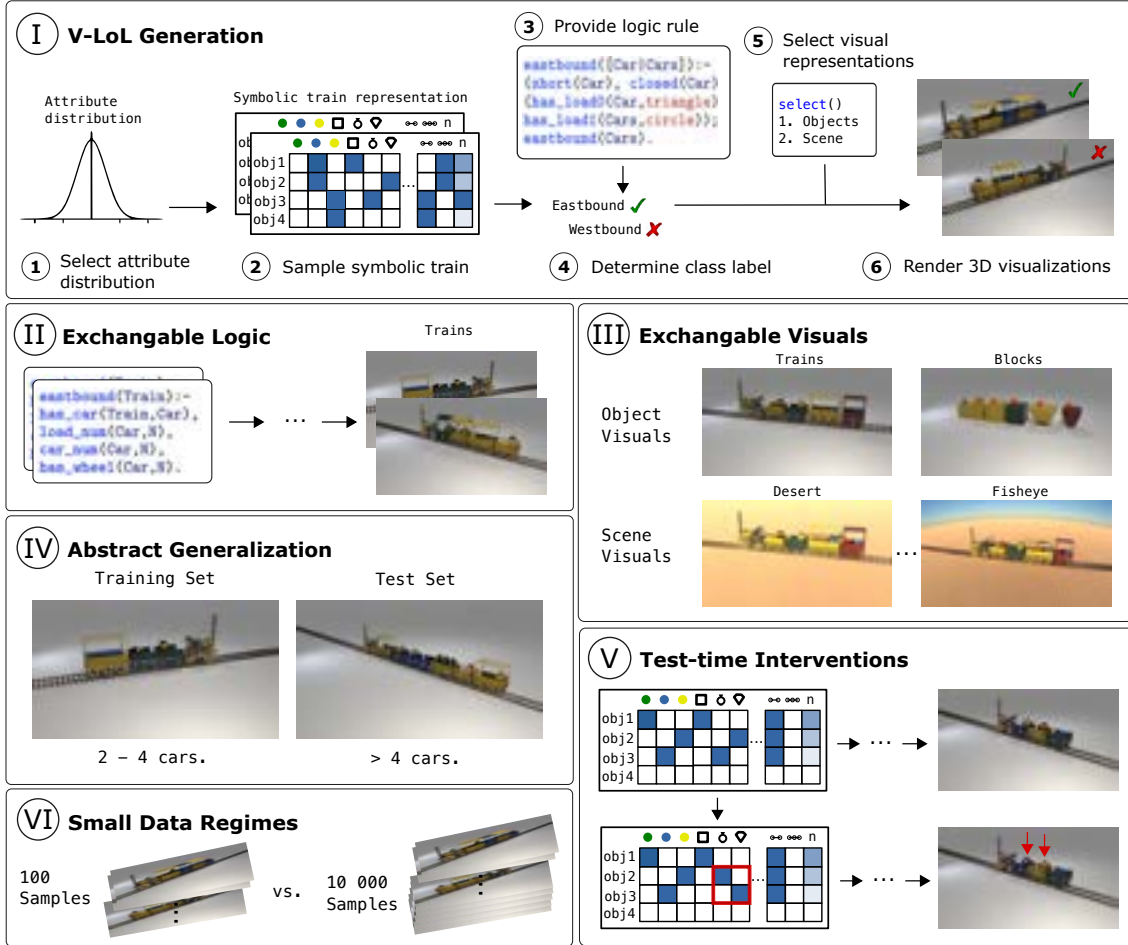 I V-LoL Generation
Attribute
distribution
Symbolic train representation
n
n
obj1
obj2
obj3
obj4
...
1 Select attribute
distribution
2 Sample symbolic train
3 Provide logic rule
eastbound([Car|Cars]):-
(short(Car), closed(Car)
(has_load0(Car,triangle)
has_load1(Cars,circle));
eastbound(Cars).
Eastbound
Westbound
4 Determine class label
5 Select visual
representations
select()
1. Objects
2. Scene
6 Render 3D visualizations
II Exchangable Logic
eastbound(Train):-
has_car(Train,Car),
load_num(Car,N),
car_num(Car,N),
has_wheel(Car,N).
...
Trains
III Exchangable Visuals
Trains
Blocks
Object
Visuals
Desert
Fisheye
Scene
Visuals
...
IV Abstract Generalization
Training Set
Test Set
2 – 4 cars.
> 4 cars.
V Test-time Interventions
n
obj1
obj2
obj3
obj4
...
...
n
obj1
obj2
obj3
obj4
...
...
VI Small Data Regimes
100
Samples
vs.
10 000
Samples